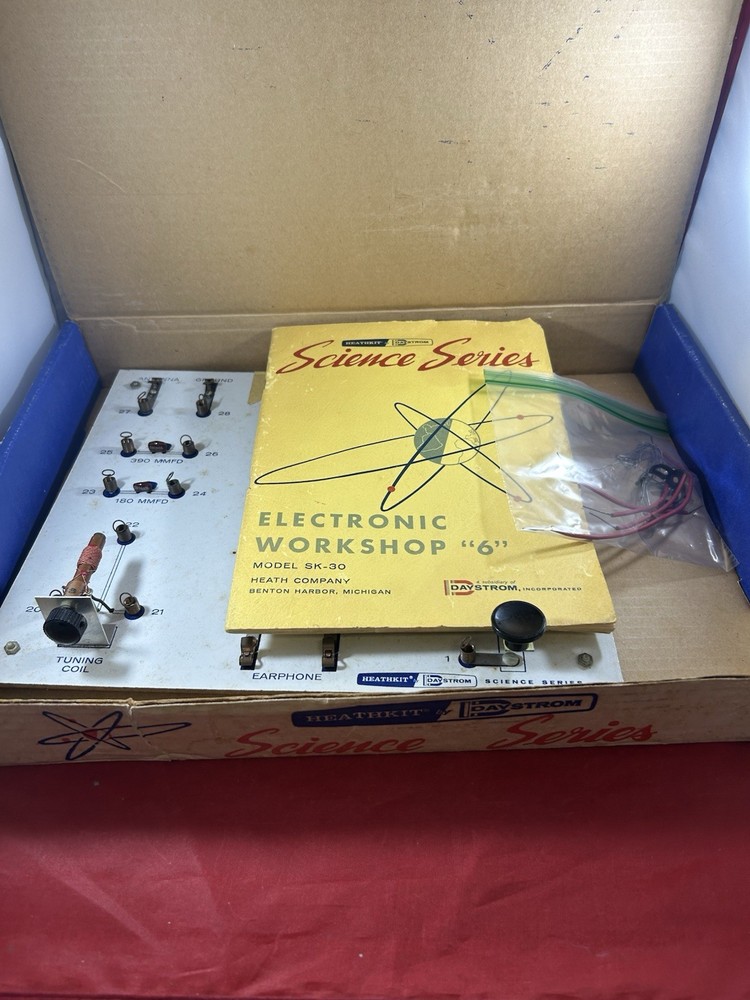 HEATHKIT DAYSTROM
Science Series
ELECTRONIC
WORKSHOP “6”
MODEL SK-30
HEATH COMPANY
BENTON HARBOR, MICHIGAN
A subsidiary of
DAYSTROM, INCORPORATED
ANTENNA GROUND
27 28
25 26
390 MMFD
23 24
180 MMFD
22
20 21
TUNING
COIL
EARPHONE
1
HEATHKIT DAYSTROM SCIENCE SERIES
HEATHKIT DAYSTROM
Science Series